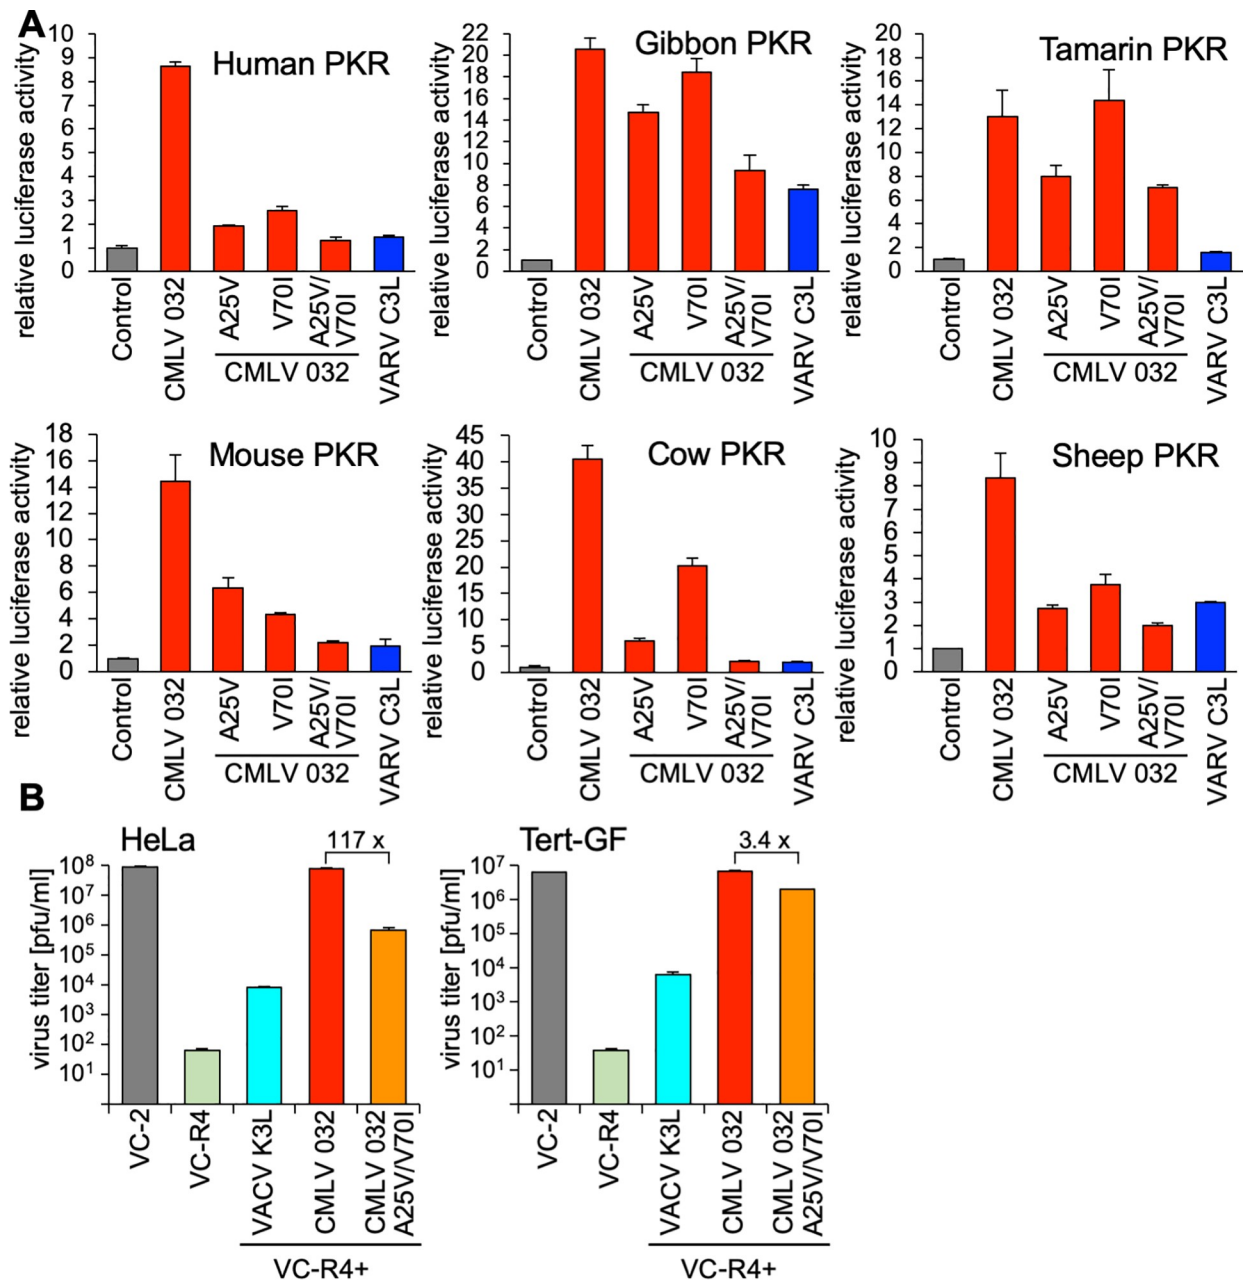 A
Human PKR
relative luciferase activity
10
9
8
7
6
5
4
3
2
1
0
Control
CMLV 032
A25V
V70I
A25V/
V70I
VARV C3L
CMLV 032
Gibbon PKR
relative luciferase activity
22
20
18
16
14
12
10
8
6
4
2
0
Control
CMLV 032
A25V
V70I
A25V/
V70I
VARV C3L
CMLV 032
Tamarin PKR
relative luciferase activity
20
18
16
14
12
10
8
6
4
2
0
Control
CMLV 032
A25V
V70I
A25V/
V70I
VARV C3L
CMLV 032
Mouse PKR
relative luciferase activity
18
16
14
12
10
8
6
4
2
0
Control
CMLV 032
A25V
V70I
A25V/
V70I
VARV C3L
CMLV 032
Cow PKR
relative luciferase activity
45
40
35
30
25
20
15
10
5
0
Control
CMLV 032
A25V
V70I
A25V/
V70I
VARV C3L
CMLV 032
Sheep PKR
relative luciferase activity
10
9
8
7
6
5
4
3
2
1
0
Control
CMLV 032
A25V
V70I
A25V/
V70I
VARV C3L
CMLV 032
B
HeLa
117 x
virus titer [pfu/ml]
10⁸
10⁷
10⁶
10⁵
10⁴
10³
10²
10¹
VC-2
VC-R4
VACV K3L
CMLV 032
CMLV 032
A25V/V70I
VC-R4+
Tert-GF
3.4 x
virus titer [pfu/ml]
10⁷
10⁶
10⁵
10⁴
10³
10²
10¹
VC-2
VC-R4
VACV K3L
CMLV 032
CMLV 032
A25V/V70I
VC-R4+